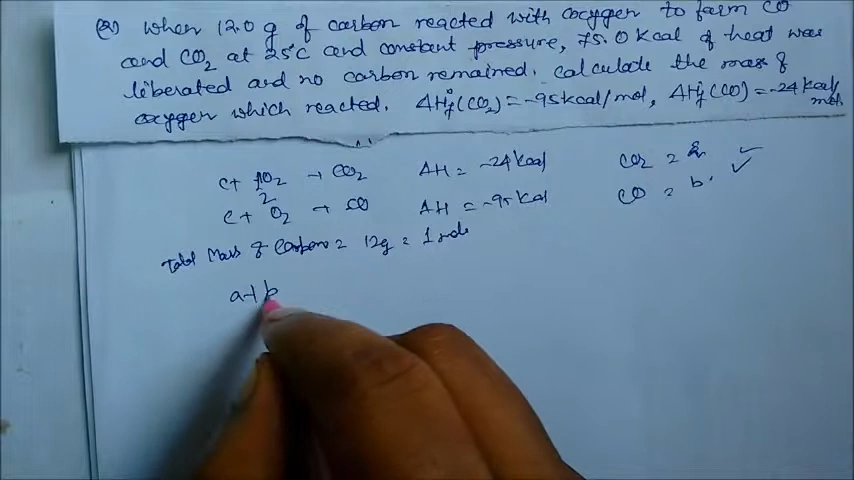 (Q) when 12.0 g of carbon reacted with oxygen to form CO
and CO₂ at 25°C and constant pressure, 75.0 Kcal of heat was
liberated and no carbon remained. calculate the mass of
oxygen which reacted. ΔH°f (CO₂) = -95 kcal/mol, ΔH°f (CO) = -24 Kcal/mol
C + 1/2 O₂ → CO₂ ΔH = -24 Kcal CO₂ = a ✓
C + O₂ → CO ΔH = -95 Kcal CO = b ✓
Total Mass of Carbon = 12g = 1 mole
a + b